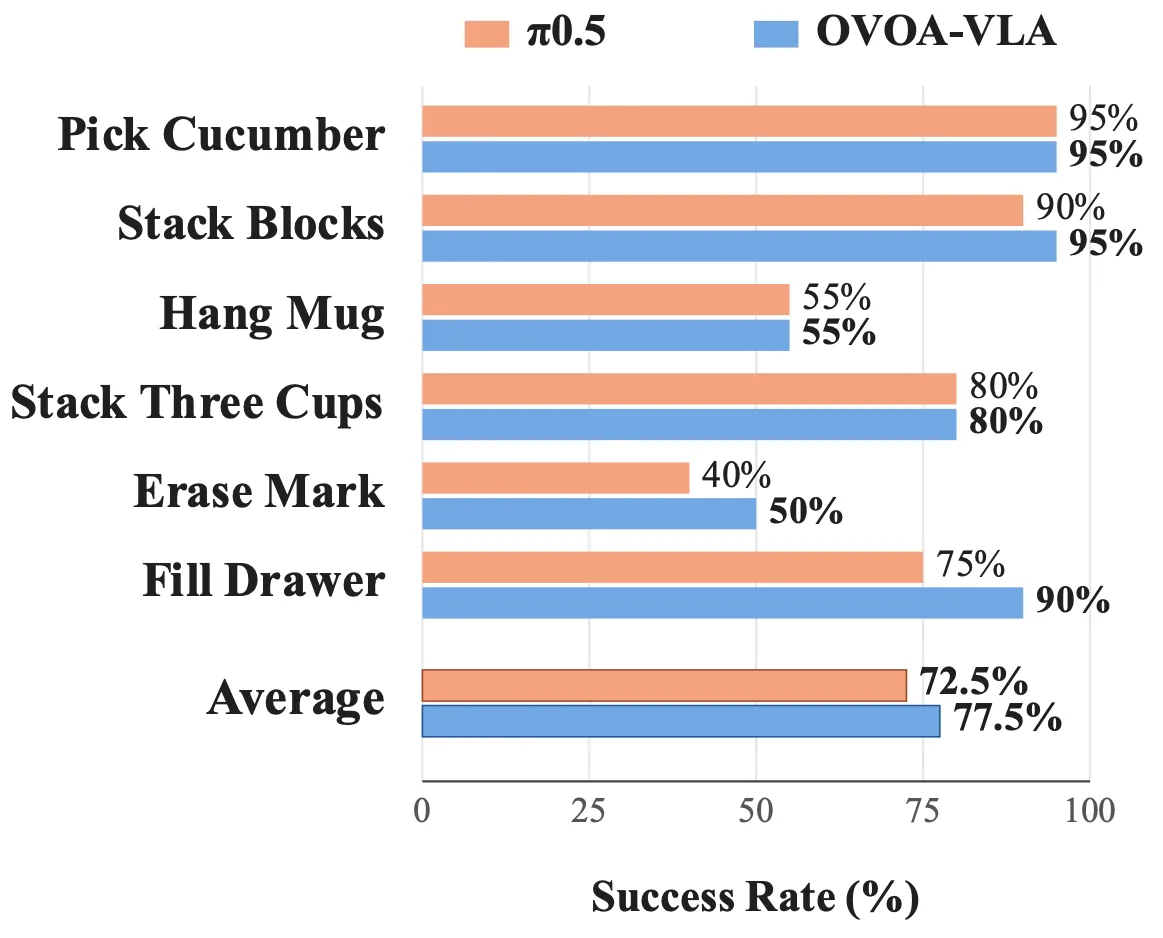 π0.5 OVOA-VLA
Pick Cucumber
95%
95%
Stack Blocks
90%
95%
Hang Mug
55%
55%
Stack Three Cups
80%
80%
Erase Mark
40%
50%
Fill Drawer
75%
90%
Average
72.5%
77.5%
0 25 50 75 100
Success Rate (%)